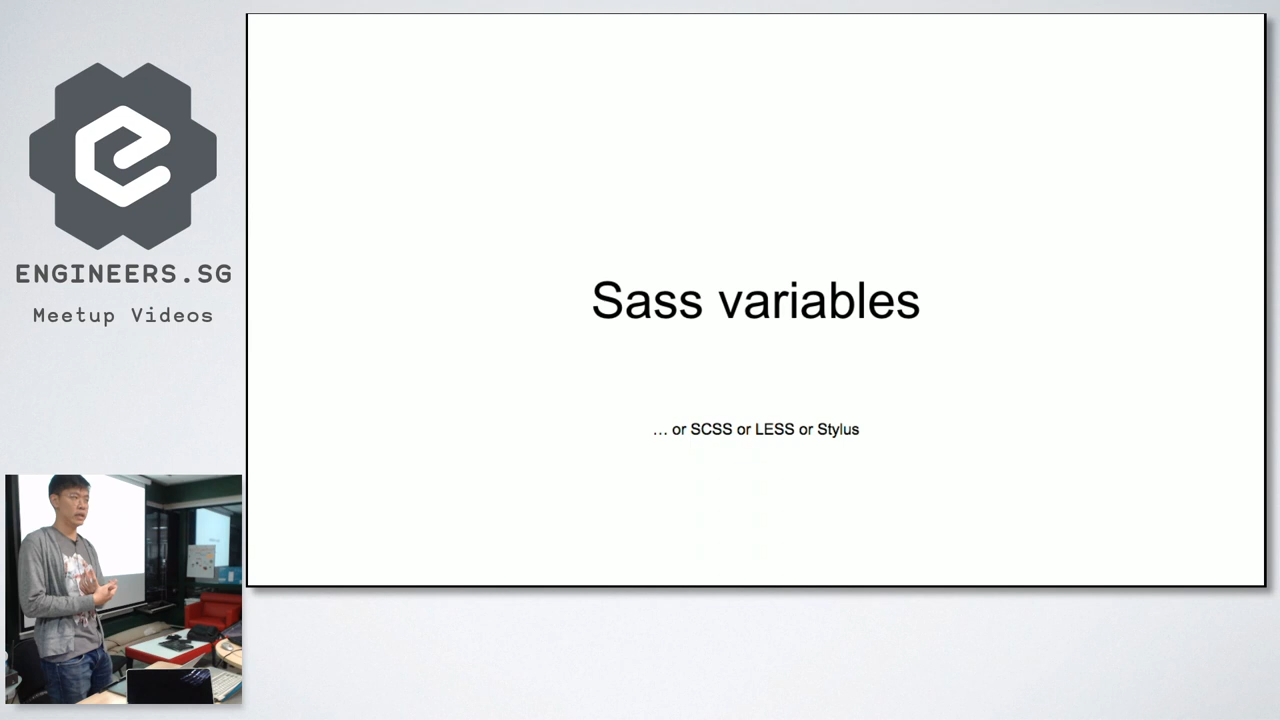 ENGINEERS.SG
Meetup Videos
Sass variables
… or SCSS or LESS or Stylus